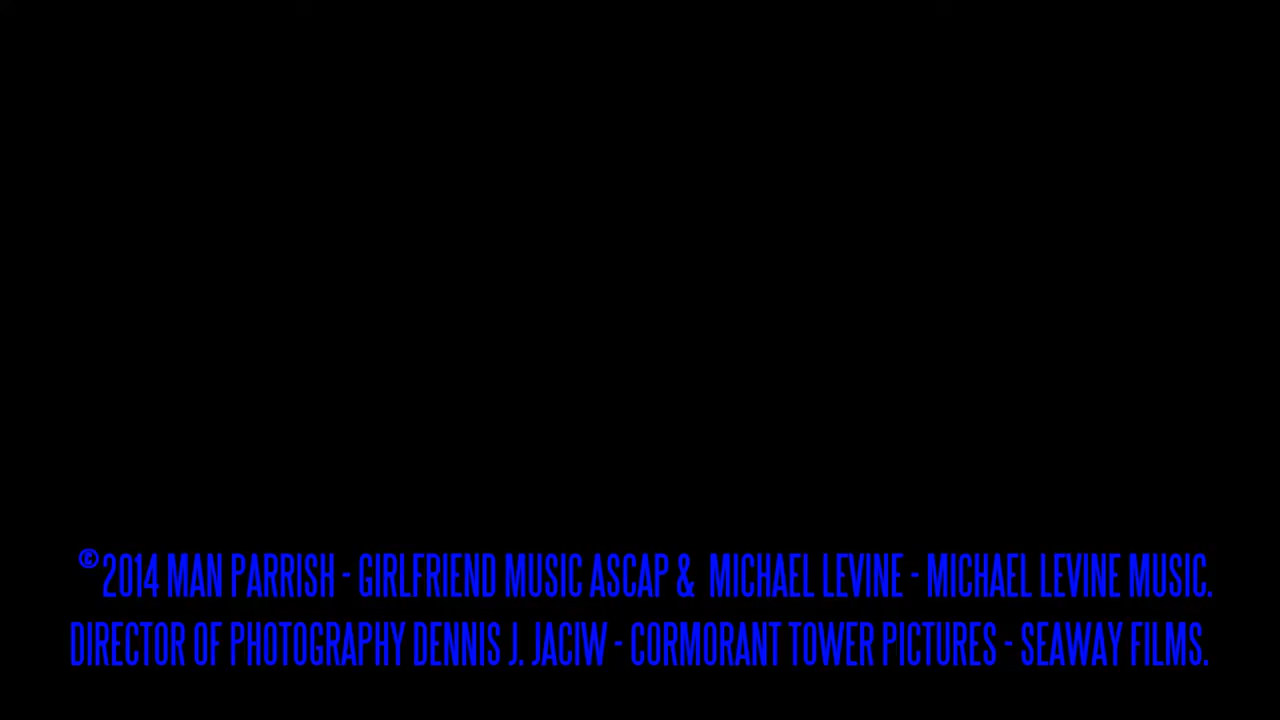 ©2014 MAN PARRISH - GIRLFRIEND MUSIC ASCAP & MICHAEL LEVINE - MICHAEL LEVINE MUSIC.
DIRECTOR OF PHOTOGRAPHY DENNIS J. JACIW - CORMORANT TOWER PICTURES - SEAWAY FILMS.